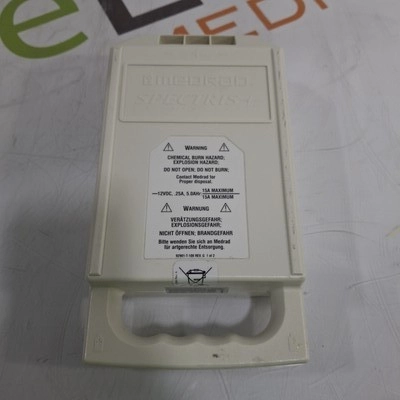 MEDRAD
SPECTRIS
WARNING
CHEMICAL BURN HAZARD;
EXPLOSION HAZARD;
DO NOT OPEN; DO NOT BURN;
Contact Medrad for
Proper disposal.
12VDC, 25A, 5.0AHr 15A MAXIMUM
15A MAXIMUM
WARNUNG
VERÄTZUNGSGEFAHR;
EXPLOSIONSGEFAHR;
NICHT ÖFFNEN; BRANDGEFAHR
Bitte wenden Sie sich an Medrad
für artgerechte Entsorgung.